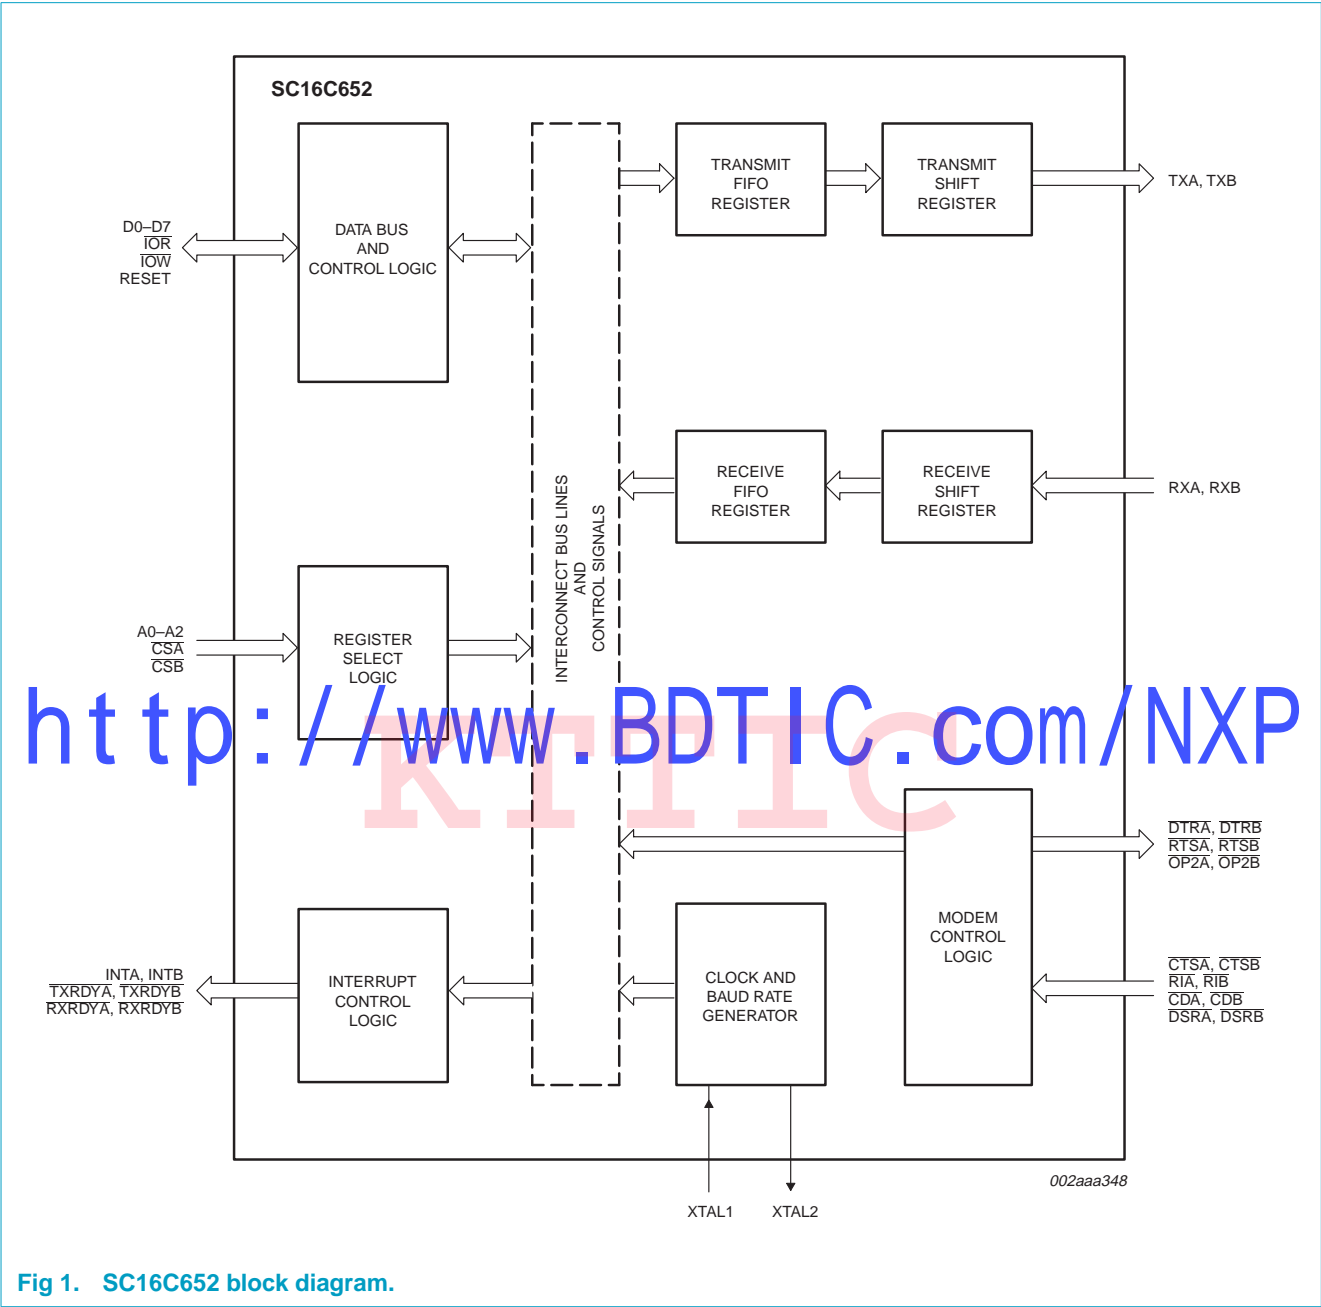 SC16C652
DATA BUS
AND
CONTROL LOGIC
D0–D7
IOR
IOW
RESET
TRANSMIT
FIFO
REGISTER
TRANSMIT
SHIFT
REGISTER
TXA, TXB
RECEIVE
FIFO
REGISTER
RECEIVE
SHIFT
REGISTER
RXA, RXB
INTERCONNECT BUS LINES
AND
CONTROL SIGNALS
A0–A2
CSA
CSB
REGISTER
SELECT
LOGIC
http://www.BDTIC.com/NXP
KTTIC
DTRA, DTRB
RTSA, RTSB
OP2A, OP2B
MODEM
CONTROL
LOGIC
CTSA, CTSB
RIA, RIB
CDA, CDB
DSRA, DSRB
INTA, INTB
TXRDYA, TXRDYB
RXRDYA, RXRDYB
INTERRUPT
CONTROL
LOGIC
CLOCK AND
BAUD RATE
GENERATOR
XTAL1
XTAL2
002aaa348
Fig 1. SC16C652 block diagram.